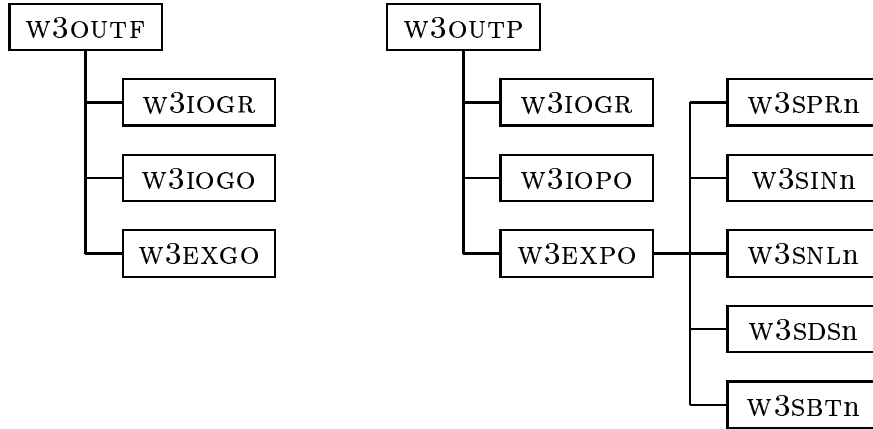 W3OUTF
W3OUTP
W3IOGR
W3IOGR
W3SPRn
W3IOGO
W3IOPO
W3SINn
W3EXGO
W3EXPO
W3SNLn
W3SDSn
W3SBTn